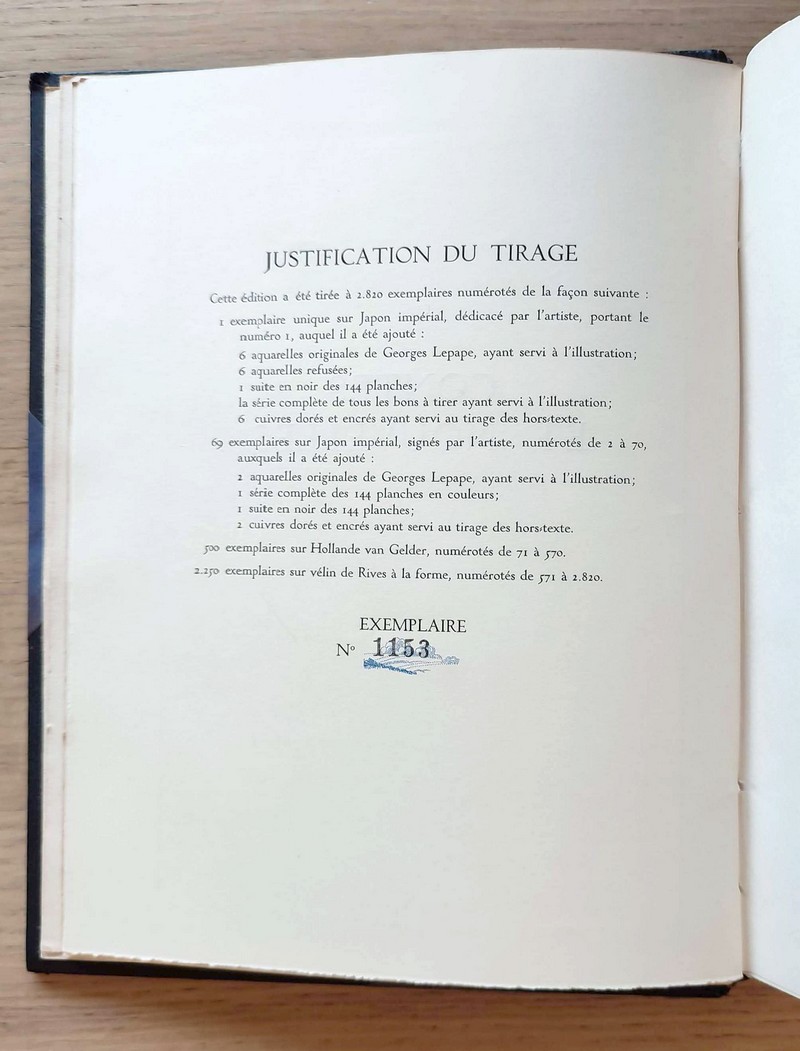 JUSTIFICATION DU TIRAGE
Cette édition a été tirée à 2.820 exemplaires numérotés de la façon suivante :
1 exemplaire unique sur Japon impérial, dédicacé par l'artiste, portant le
numéro 1, auquel il a été ajouté :
6 aquarelles originales de Georges Lepape, ayant servi à l'illustration;
6 aquarelles refusées;
1 suite en noir des 144 planches;
la série complète de tous les bons à tirer ayant servi à l'illustration;
6 cuivres dorés et encrés ayant servi au tirage des hors-texte.
69 exemplaires sur Japon impérial, signés par l'artiste, numérotés de 2 à 70,
auxquels il a été ajouté :
2 aquarelles originales de Georges Lepape, ayant servi à l'illustration;
1 série complète des 144 planches en couleurs;
1 suite en noir des 144 planches;
2 cuivres dorés et encrés ayant servi au tirage des hors-texte.
500 exemplaires sur Hollande van Gelder, numérotés de 71 à 570.
2.250 exemplaires sur vélin de Rives à la forme, numérotés de 571 à 2.820.
EXEMPLAIRE
Nº 1153